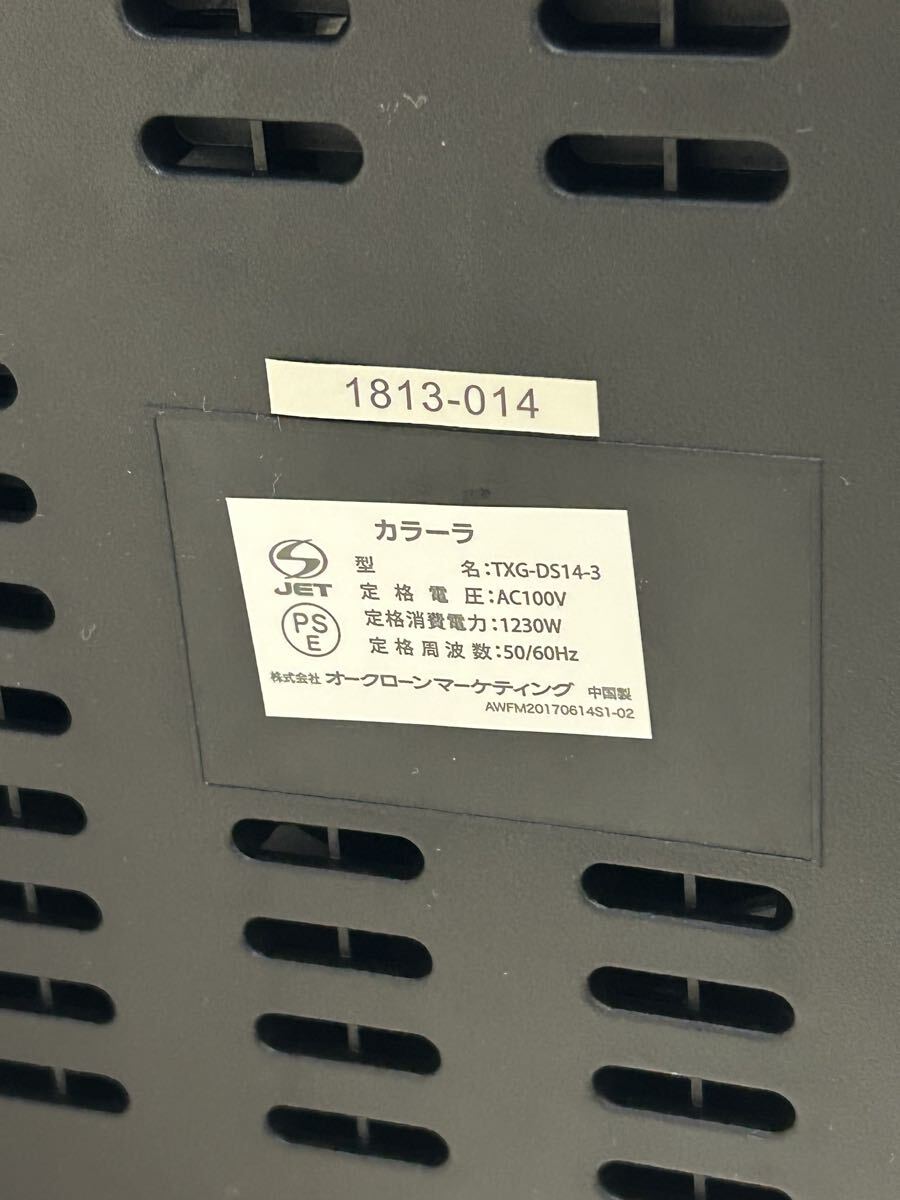 1813-014
カラーラ
型 名:TXG-DS14-3
定格電圧:AC100V
定格消費電力:1230W
定格周波数:50/60Hz
JET
PS
E
株式会社 オークローンマーケティング 中国製
AWFM20170614S1-02